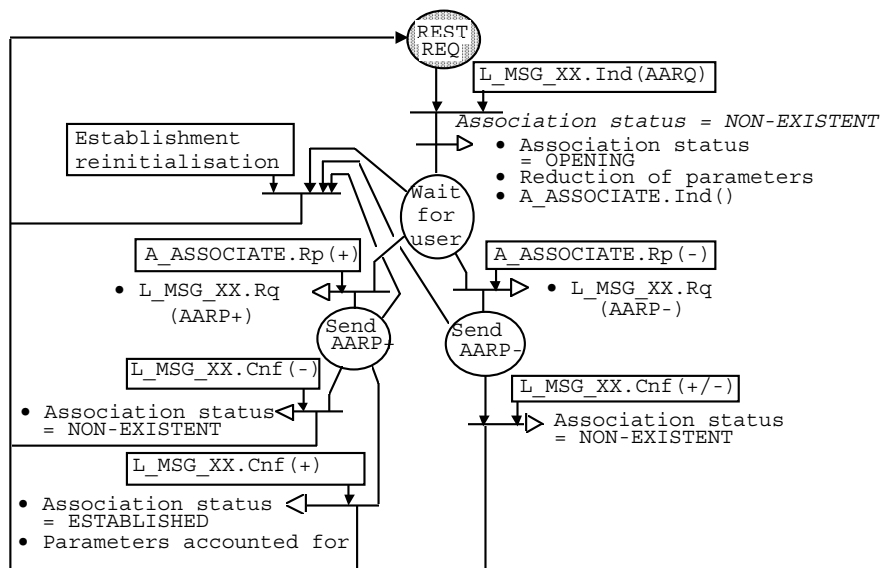 REST
REQ
L_MSG_XX.Ind(AARQ)
Association status = NON-EXISTENT
Establishment
reinitialisation
• Association status
= OPENING
• Reduction of parameters
• A_ASSOCIATE.Ind()
Wait
for
user
A_ASSOCIATE.Rp(+)
A_ASSOCIATE.Rp(-)
• L_MSG_XX.Rq
(AARP+)
• L_MSG_XX.Rq
(AARP-)
Send
AARP+
Send
AARP-
L_MSG_XX.Cnf(-)
L_MSG_XX.Cnf(+/-)
• Association status
= NON-EXISTENT
• Association status
= NON-EXISTENT
L_MSG_XX.Cnf(+)
• Association status
= ESTABLISHED
• Parameters accounted for